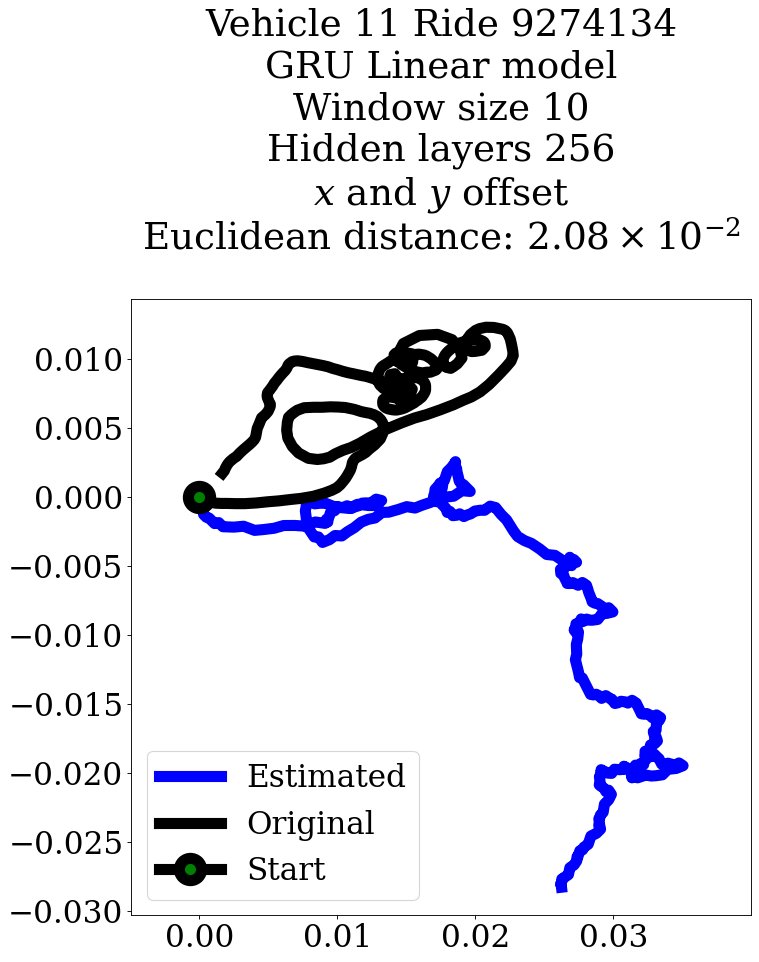 Vehicle 11 Ride 9274134
GRU Linear model
Window size 10
Hidden layers 256
x and y offset
Euclidean distance: 2.08 × 10⁻²
0.010
0.005
0.000
−0.005
−0.010
−0.015
−0.020
−0.025
−0.030
Estimated
Original
Start
0.00 0.01 0.02 0.03